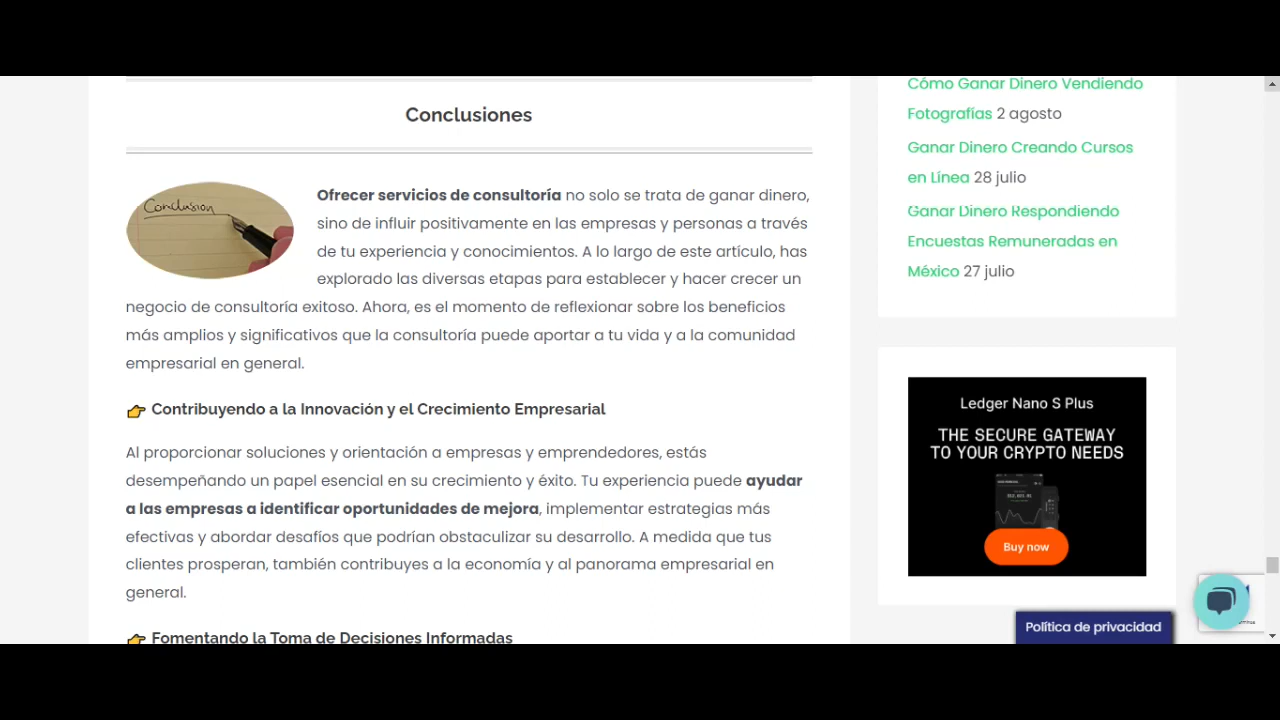 Conclusiones
Conclusion
Ofrecer servicios de consultoría no solo se trata de ganar dinero,
sino de influir positivamente en las empresas y personas a través
de tu experiencia y conocimientos. A lo largo de este artículo, has
explorado las diversas etapas para establecer y hacer crecer un
negocio de consultoría exitoso. Ahora, es el momento de reflexionar sobre los beneficios
más amplios y significativos que la consultoría puede aportar a tu vida y a la comunidad
empresarial en general.
Contribuyendo a la Innovación y el Crecimiento Empresarial
Al proporcionar soluciones y orientación a empresas y emprendedores, estás
desempeñando un papel esencial en su crecimiento y éxito. Tu experiencia puede ayudar
a las empresas a identificar oportunidades de mejora, implementar estrategias más
efectivas y abordar desafíos que podrían obstaculizar su desarrollo. A medida que tus
clientes prosperan, también contribuyes a la economía y al panorama empresarial en
general.
Fomentando la Toma de Decisiones Informadas
Cómo Ganar Dinero Vendiendo
Fotografías 2 agosto
Ganar Dinero Creando Cursos
en Línea 28 julio
Ganar Dinero Respondiendo
Encuestas Remuneradas en
México 27 julio
Ledger Nano S Plus
THE SECURE GATEWAY
TO YOUR CRYPTO NEEDS
Buy now
Política de privacidad